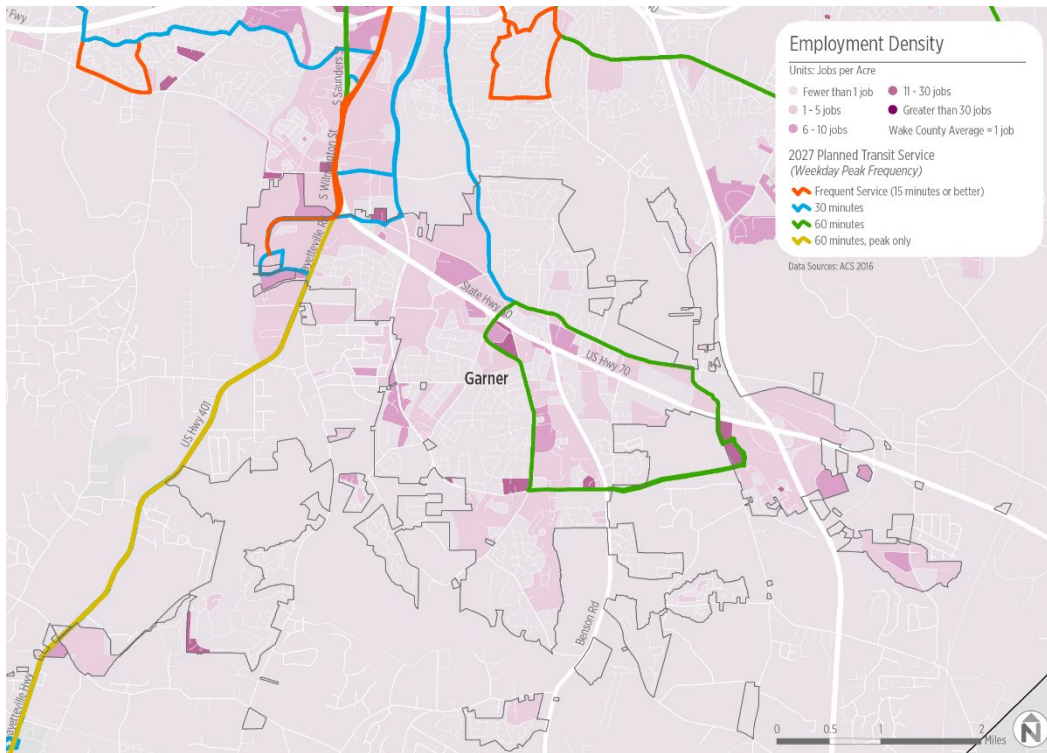 Fwy
S Saunders
S Wilmington St
Fayetteville Rd
State Hwy 50
US Hwy 70
Garner
US Hwy 401
Benson Rd
Fayetteville Hwy
Employment Density
Units: Jobs per Acre
Fewer than 1 job
1 - 5 jobs
6 - 10 jobs
11 - 30 jobs
Greater than 30 jobs
Wake County Average = 1 job
2027 Planned Transit Service
(Weekday Peak Frequency)
Frequent Service (15 minutes or better)
30 minutes
60 minutes
60 minutes, peak only
Data Sources: ACS 2016
0 0.5 1 2
Miles
N